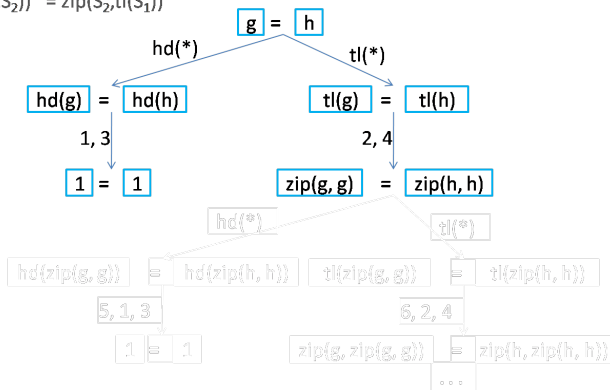 S₂)) = zip(S₂,tl(S₁))
g = h
hd(*) tl(*)
hd(g) = hd(h) tl(g) = tl(h)
1, 3 2, 4
1 = 1 zip(g, g) = zip(h, h)
hd(*) tl(*)
hd(zip(g, g)) = hd(zip(h, h)) tl(zip(g, g)) = tl(zip(h, h))
5, 1, 3 6, 2, 4
1 = 1 zip(g, zip(g, g)) = zip(h, zip(h, h))
...